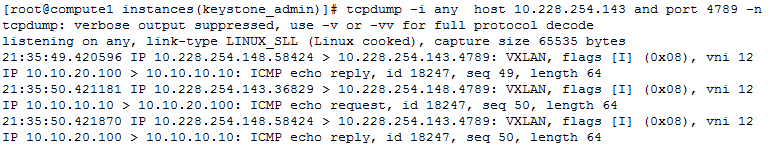 [root@compute1 instances(keystone_admin)]# tcpdump -i any  host 10.228.254.143 and port 4789 -n
tcpdump: verbose output suppressed, use -v or -vv for full protocol decode
listening on any, link-type LINUX_SLL (Linux cooked), capture size 65535 bytes
21:35:49.420596 IP 10.228.254.148.58424 > 10.228.254.143.4789: VXLAN, flags [I] (0x08), vni 12
IP 10.10.20.100 > 10.10.10.10: ICMP echo reply, id 18247, seq 49, length 64
21:35:50.421181 IP 10.228.254.143.36829 > 10.228.254.148.4789: VXLAN, flags [I] (0x08), vni 12
IP 10.10.10.10 > 10.10.20.100: ICMP echo request, id 18247, seq 50, length 64
21:35:50.421870 IP 10.228.254.148.58424 > 10.228.254.143.4789: VXLAN, flags [I] (0x08), vni 12
IP 10.10.20.100 > 10.10.10.10: ICMP echo reply, id 18247, seq 50, length 64